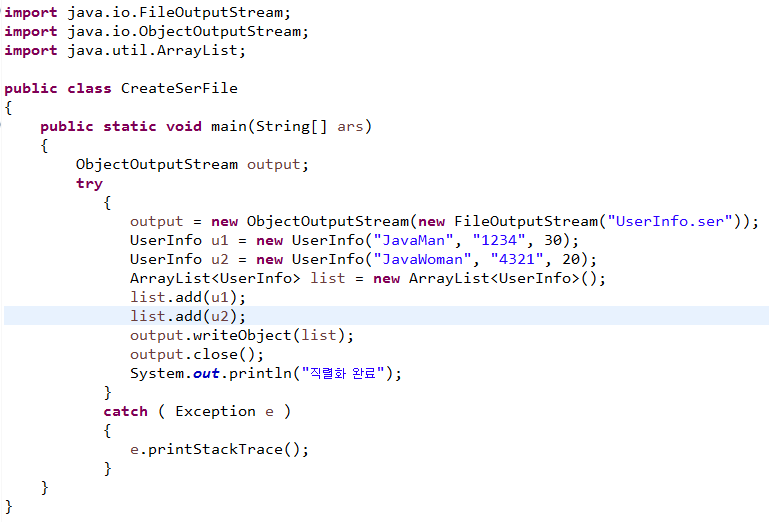 import java.io.FileOutputStream;
import java.io.ObjectOutputStream;
import java.util.ArrayList;

public class CreateSerFile
{
    public static void main(String[] ars)
    {
        ObjectOutputStream output;
        try
           {
              output = new ObjectOutputStream(new FileOutputStream("UserInfo.ser"));
              UserInfo u1 = new UserInfo("JavaMan", "1234", 30);
              UserInfo u2 = new UserInfo("JavaWoman", "4321", 20);
              ArrayList<UserInfo> list = new ArrayList<UserInfo>();
              list.add(u1);
              list.add(u2);
              output.writeObject(list);
              output.close();
              System.out.println("직렬화 완료");
           }
           catch ( Exception e )
           {
              e.printStackTrace();
           }
    }
}